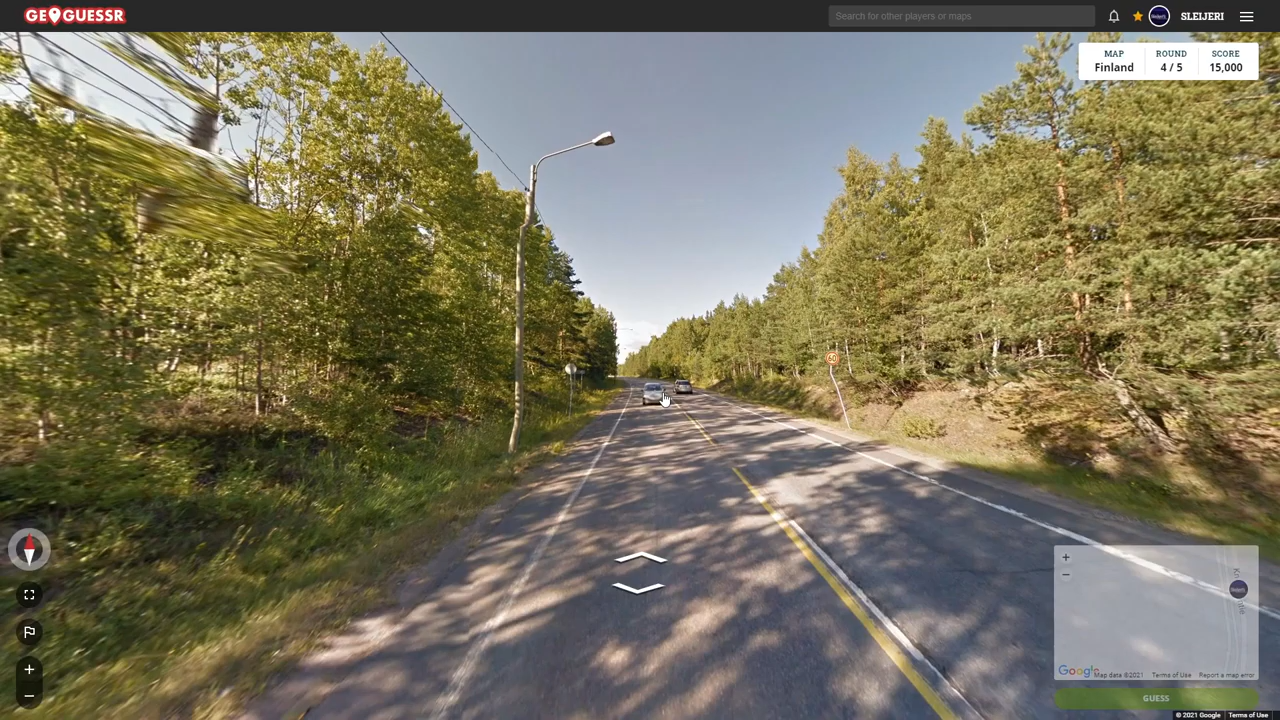 GEOGUESSR
Search for other players or maps
SLEIJERI
MAP
Finland
ROUND
4 / 5
SCORE
15,000
60
+
−
+
−
Google
Map data ©2021
Terms of Use
Report a map error
GUESS
© 2021 Google
Terms of Use